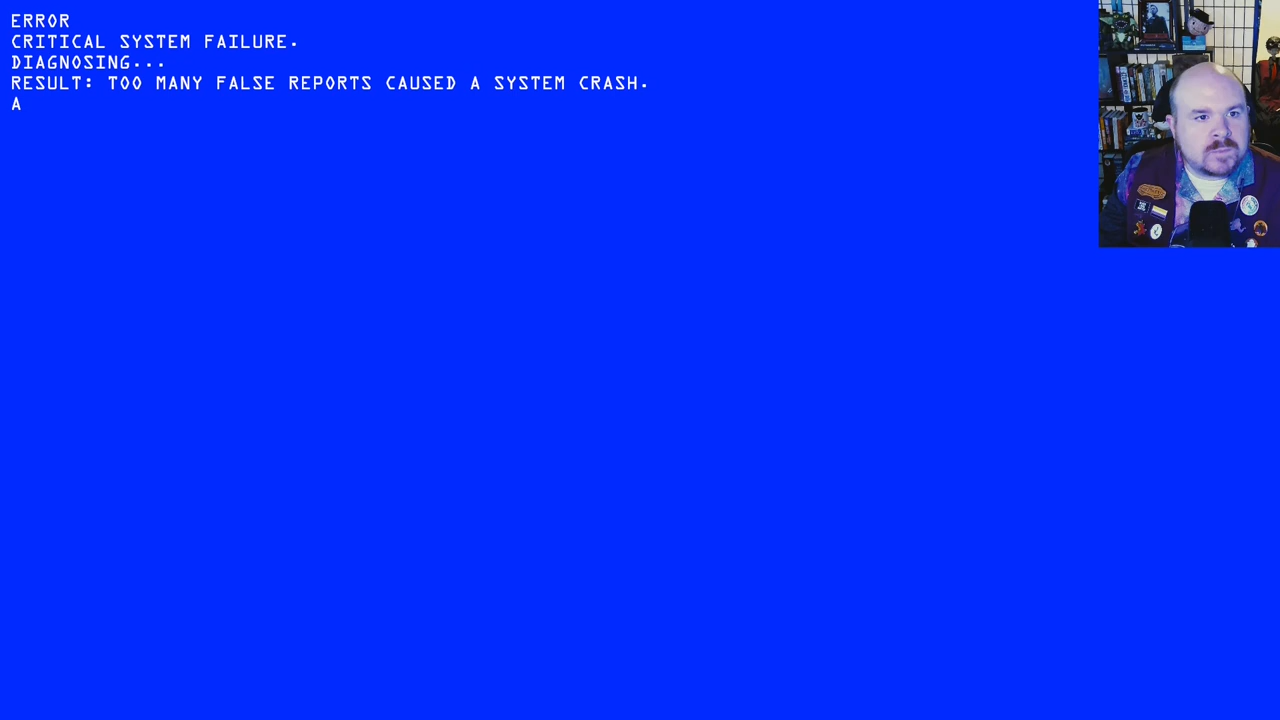 ERROR
CRITICAL SYSTEM FAILURE.
DIAGNOSING...
RESULT: TOO MANY FALSE REPORTS CAUSED A SYSTEM CRASH.
A